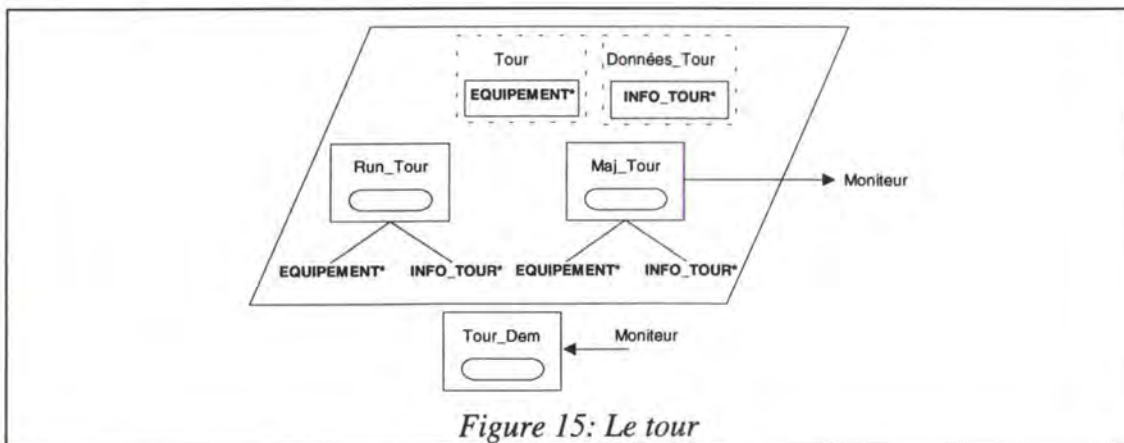 Tour Données_Tour
EQUIPEMENT* INFO_TOUR*
Run_Tour Maj_Tour Moniteur
EQUIPEMENT* INFO_TOUR* EQUIPEMENT* INFO_TOUR*
Tour_Dem Moniteur
Figure 15: Le tour